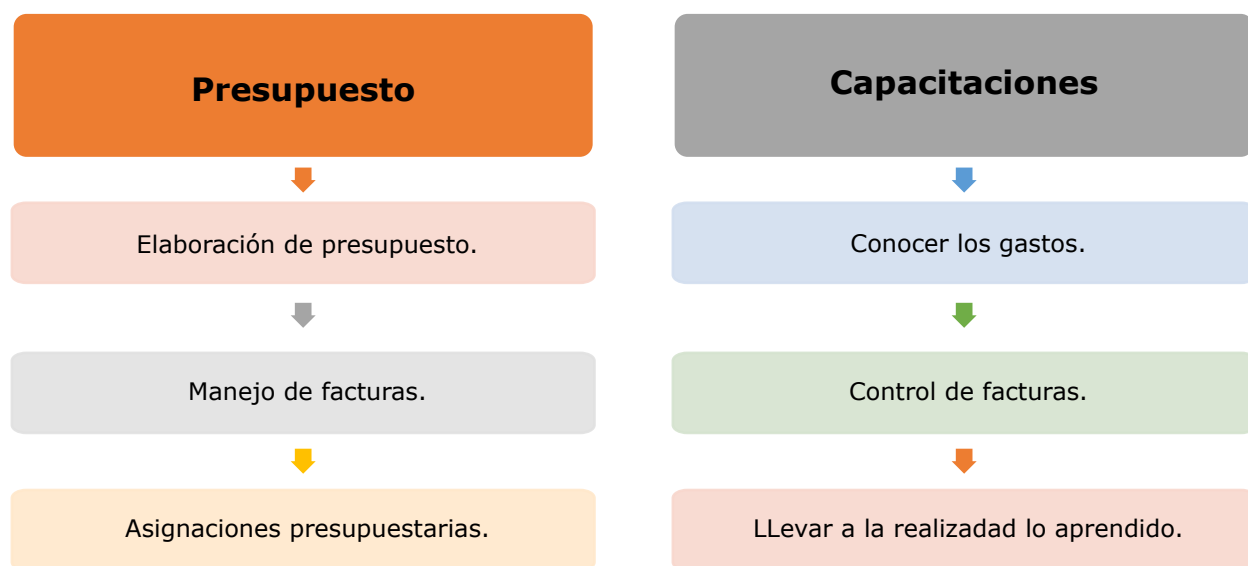 Presupuesto
Elaboración de presupuesto.
Manejo de facturas.
Asignaciones presupuestarias.
Capacitaciones
Conocer los gastos.
Control de facturas.
LLevar a la realizadad lo aprendido.